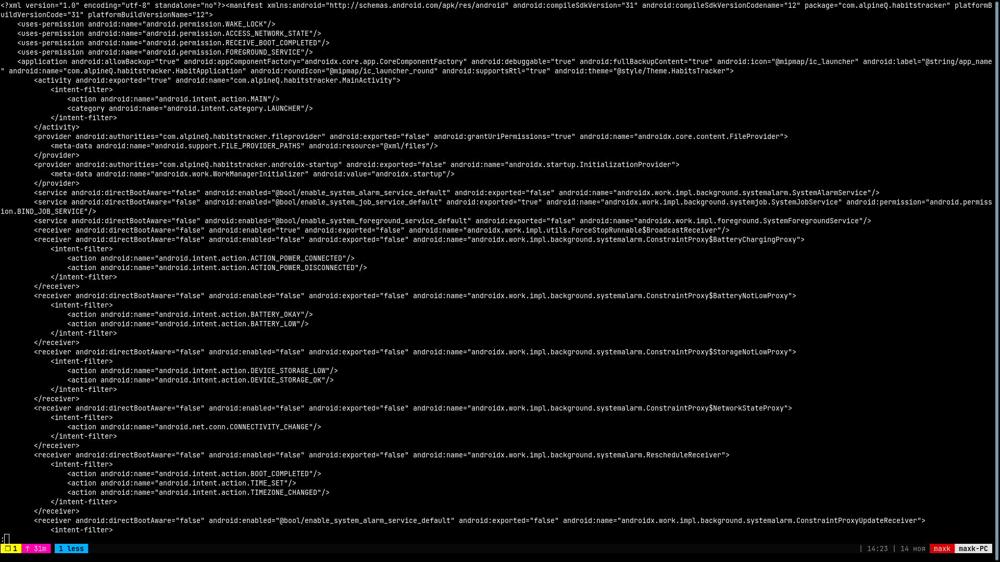 <?xml version="1.0" encoding="utf-8" standalone="no"?><manifest xmlns:android="http://schemas.android.com/apk/res/android" android:compileSdkVersion="31" android:compileSdkVersionCodename="12" package="com.alpineQ.habitstracker" platformB
uildVersionCode="31" platformBuildVersionName="12">
    <uses-permission android:name="android.permission.WAKE_LOCK"/>
    <uses-permission android:name="android.permission.ACCESS_NETWORK_STATE"/>
    <uses-permission android:name="android.permission.RECEIVE_BOOT_COMPLETED"/>
    <uses-permission android:name="android.permission.FOREGROUND_SERVICE"/>
    <application android:allowBackup="true" android:appComponentFactory="androidx.core.app.CoreComponentFactory" android:debuggable="true" android:fullBackupContent="true" android:icon="@mipmap/ic_launcher" android:label="@string/app_name
" android:name="com.alpineQ.habitstracker.HabitApplication" android:roundIcon="@mipmap/ic_launcher_round" android:supportsRtl="true" android:theme="@style/Theme.HabitsTracker">
        <activity android:exported="true" android:name="com.alpineQ.habitstracker.MainActivity">
            <intent-filter>
                <action android:name="android.intent.action.MAIN"/>
                <category android:name="android.intent.category.LAUNCHER"/>
            </intent-filter>
        </activity>
        <provider android:authorities="com.alpineQ.habitstracker.fileprovider" android:exported="false" android:grantUriPermissions="true" android:name="androidx.core.content.FileProvider">
            <meta-data android:name="android.support.FILE_PROVIDER_PATHS" android:resource="@xml/files"/>
        </provider>
        <provider android:authorities="com.alpineQ.habitstracker.androidx-startup" android:exported="false" android:name="androidx.startup.InitializationProvider">
            <meta-data android:name="androidx.work.WorkManagerInitializer" android:value="androidx.startup"/>
        </provider>
        <service android:directBootAware="false" android:enabled="@bool/enable_system_alarm_service_default" android:exported="false" android:name="androidx.work.impl.background.systemalarm.SystemAlarmService"/>
        <service android:directBootAware="false" android:enabled="@bool/enable_system_job_service_default" android:exported="true" android:name="androidx.work.impl.background.systemjob.SystemJobService" android:permission="android.permiss
ion.BIND_JOB_SERVICE"/>
        <service android:directBootAware="false" android:enabled="@bool/enable_system_foreground_service_default" android:exported="false" android:name="androidx.work.impl.foreground.SystemForegroundService"/>
        <receiver android:directBootAware="false" android:enabled="true" android:exported="false" android:name="androidx.work.impl.utils.ForceStopRunnable$BroadcastReceiver"/>
        <receiver android:directBootAware="false" android:enabled="false" android:exported="false" android:name="androidx.work.impl.background.systemalarm.ConstraintProxy$BatteryChargingProxy">
            <intent-filter>
                <action android:name="android.intent.action.ACTION_POWER_CONNECTED"/>
                <action android:name="android.intent.action.ACTION_POWER_DISCONNECTED"/>
            </intent-filter>
        </receiver>
        <receiver android:directBootAware="false" android:enabled="false" android:exported="false" android:name="androidx.work.impl.background.systemalarm.ConstraintProxy$BatteryNotLowProxy">
            <intent-filter>
                <action android:name="android.intent.action.BATTERY_OKAY"/>
                <action android:name="android.intent.action.BATTERY_LOW"/>
            </intent-filter>
        </receiver>
        <receiver android:directBootAware="false" android:enabled="false" android:exported="false" android:name="androidx.work.impl.background.systemalarm.ConstraintProxy$StorageNotLowProxy">
            <intent-filter>
                <action android:name="android.intent.action.DEVICE_STORAGE_LOW"/>
                <action android:name="android.intent.action.DEVICE_STORAGE_OK"/>
            </intent-filter>
        </receiver>
        <receiver android:directBootAware="false" android:enabled="false" android:exported="false" android:name="androidx.work.impl.background.systemalarm.ConstraintProxy$NetworkStateProxy">
            <intent-filter>
                <action android:name="android.net.conn.CONNECTIVITY_CHANGE"/>
            </intent-filter>
        </receiver>
        <receiver android:directBootAware="false" android:enabled="false" android:exported="false" android:name="androidx.work.impl.background.systemalarm.RescheduleReceiver">
            <intent-filter>
                <action android:name="android.intent.action.BOOT_COMPLETED"/>
                <action android:name="android.intent.action.TIME_SET"/>
                <action android:name="android.intent.action.TIMEZONE_CHANGED"/>
            </intent-filter>
        </receiver>
        <receiver android:directBootAware="false" android:enabled="@bool/enable_system_alarm_service_default" android:exported="false" android:name="androidx.work.impl.background.systemalarm.ConstraintProxyUpdateReceiver">
            <intent-filter>
:
❐ 1 ↑ 31m 1 less | 14:23 | 14 ноя maxk maxk-PC